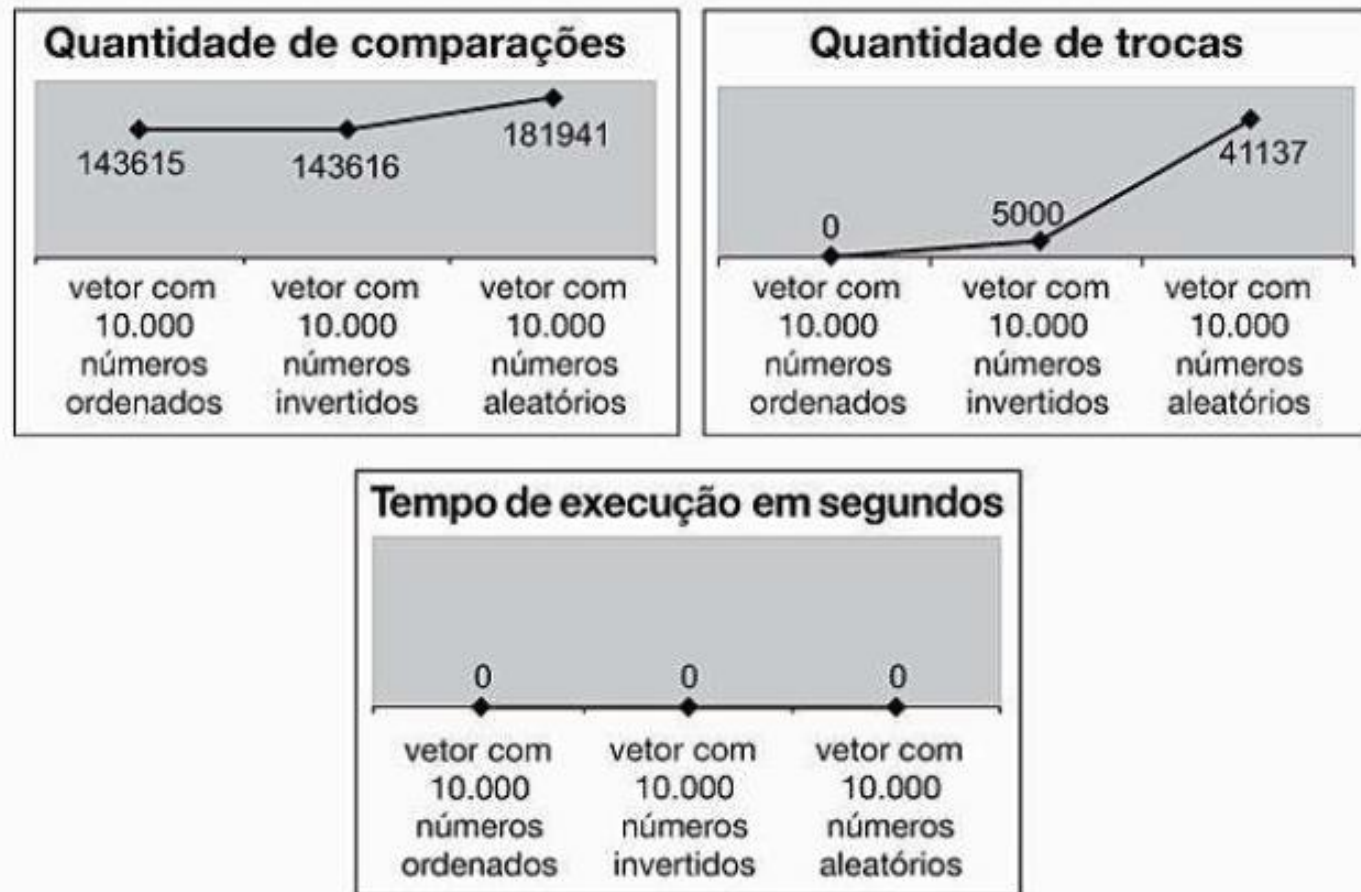 Quantidade de comparações
143615
143616
181941
vetor com
10.000
números
ordenados
vetor com
10.000
números
invertidos
vetor com
10.000
números
aleatórios
Quantidade de trocas
0
5000
41137
vetor com
10.000
números
ordenados
vetor com
10.000
números
invertidos
vetor com
10.000
números
aleatórios
Tempo de execução em segundos
0
0
0
vetor com
10.000
números
ordenados
vetor com
10.000
números
invertidos
vetor com
10.000
números
aleatórios